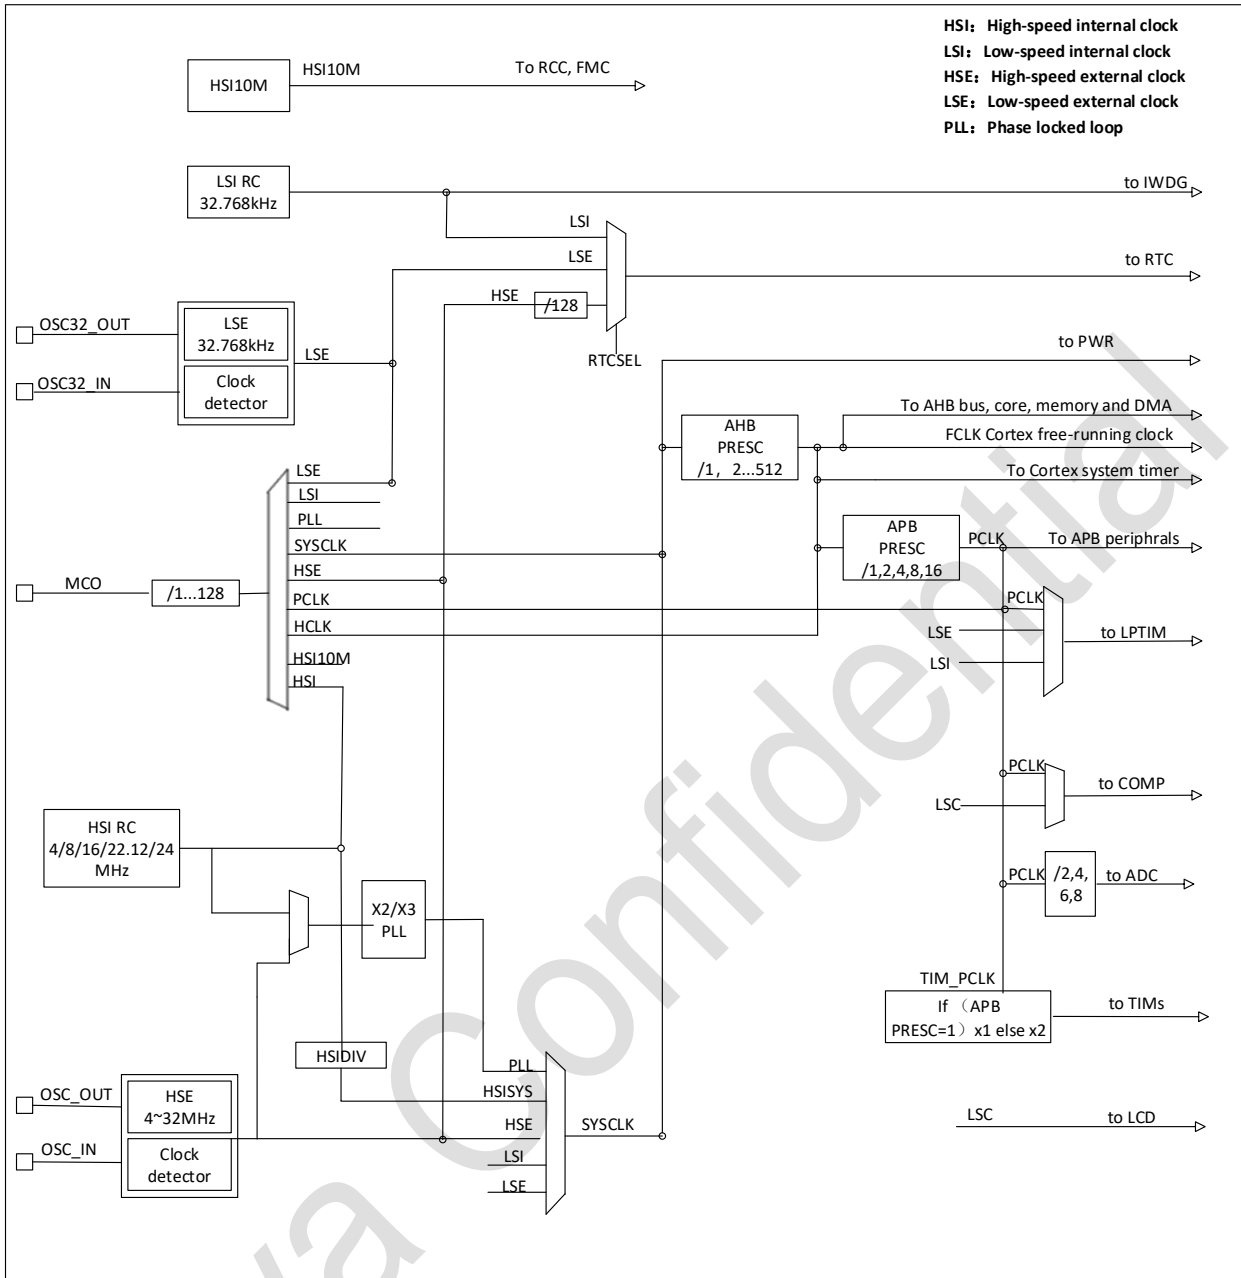 HSI：High-speed internal clock
LSI：Low-speed internal clock
HSE：High-speed external clock
LSE：Low-speed external clock
PLL：Phase locked loop
HSI10M
HSI10M
To RCC, FMC
LSI RC
32.768kHz
to IWDG
LSI
LSE
to RTC
HSE
/128
RTCSEL
OSC32_OUT
LSE
32.768kHz
LSE
OSC32_IN
Clock
detector
to PWR
AHB
PRESC
/1，2...512
To AHB bus, core, memory and DMA
FCLK Cortex free-running clock
To Cortex system timer
APB
PRESC
/1,2,4,8,16
PCLK
To APB periphrals
LSE
LSI
PLL
SYSCLK
HSE
PCLK
HCLK
HSI10M
HSI
MCO
/1...128
PCLK
LSE
LSI
to LPTIM
PCLK
LSC
to COMP
HSI RC
4/8/16/22.12/24
MHz
PCLK
/2,4,
6,8
to ADC
X2/X3
PLL
TIM_PCLK
If （APB
PRESC=1）x1 else x2
to TIMs
HSIDIV
PLL
HSISYS
HSE
LSI
LSE
SYSCLK
OSC_OUT
HSE
4~32MHz
OSC_IN
Clock
detector
LSC
to LCD
va Confidential